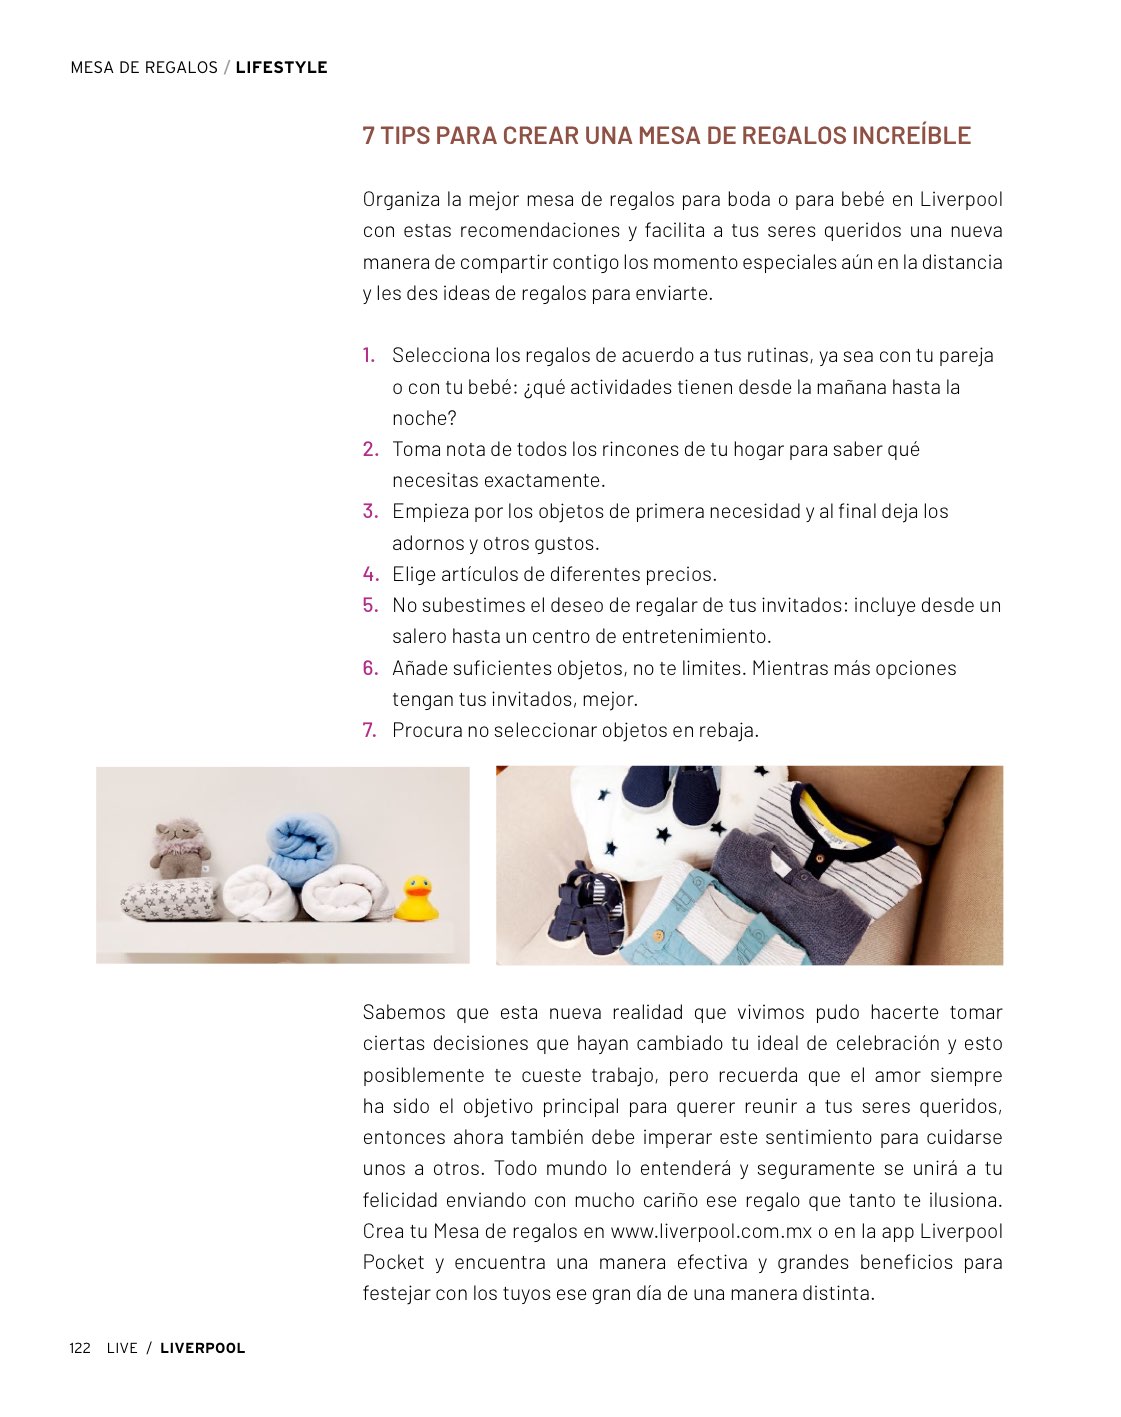 MESA DE REGALOS / LIFESTYLE
7 TIPS PARA CREAR UNA MESA DE REGALOS INCREÍBLE
Organiza la mejor mesa de regalos para boda o para bebé en Liverpool
con estas recomendaciones y facilita a tus seres queridos una nueva
manera de compartir contigo los momento especiales aún en la distancia
y les des ideas de regalos para enviarte.
1. Selecciona los regalos de acuerdo a tus rutinas, ya sea con tu pareja
o con tu bebé: ¿qué actividades tienen desde la mañana hasta la
noche?
2. Toma nota de todos los rincones de tu hogar para saber qué
necesitas exactamente.
3. Empieza por los objetos de primera necesidad y al final deja los
adornos y otros gustos.
4. Elige artículos de diferentes precios.
5. No subestimes el deseo de regalar de tus invitados: incluye desde un
salero hasta un centro de entretenimiento.
6. Añade suficientes objetos, no te limites. Mientras más opciones
tengan tus invitados, mejor.
7. Procura no seleccionar objetos en rebaja.
Sabemos que esta nueva realidad que vivimos pudo hacerte tomar
ciertas decisiones que hayan cambiado tu ideal de celebración y esto
posiblemente te cueste trabajo, pero recuerda que el amor siempre
ha sido el objetivo principal para querer reunir a tus seres queridos,
entonces ahora también debe imperar este sentimiento para cuidarse
unos a otros. Todo mundo lo entenderá y seguramente se unirá a tu
felicidad enviando con mucho cariño ese regalo que tanto te ilusiona.
Crea tu Mesa de regalos en www.liverpool.com.mx o en la app Liverpool
Pocket y encuentra una manera efectiva y grandes beneficios para
festejar con los tuyos ese gran día de una manera distinta.
122 LIVE / LIVERPOOL